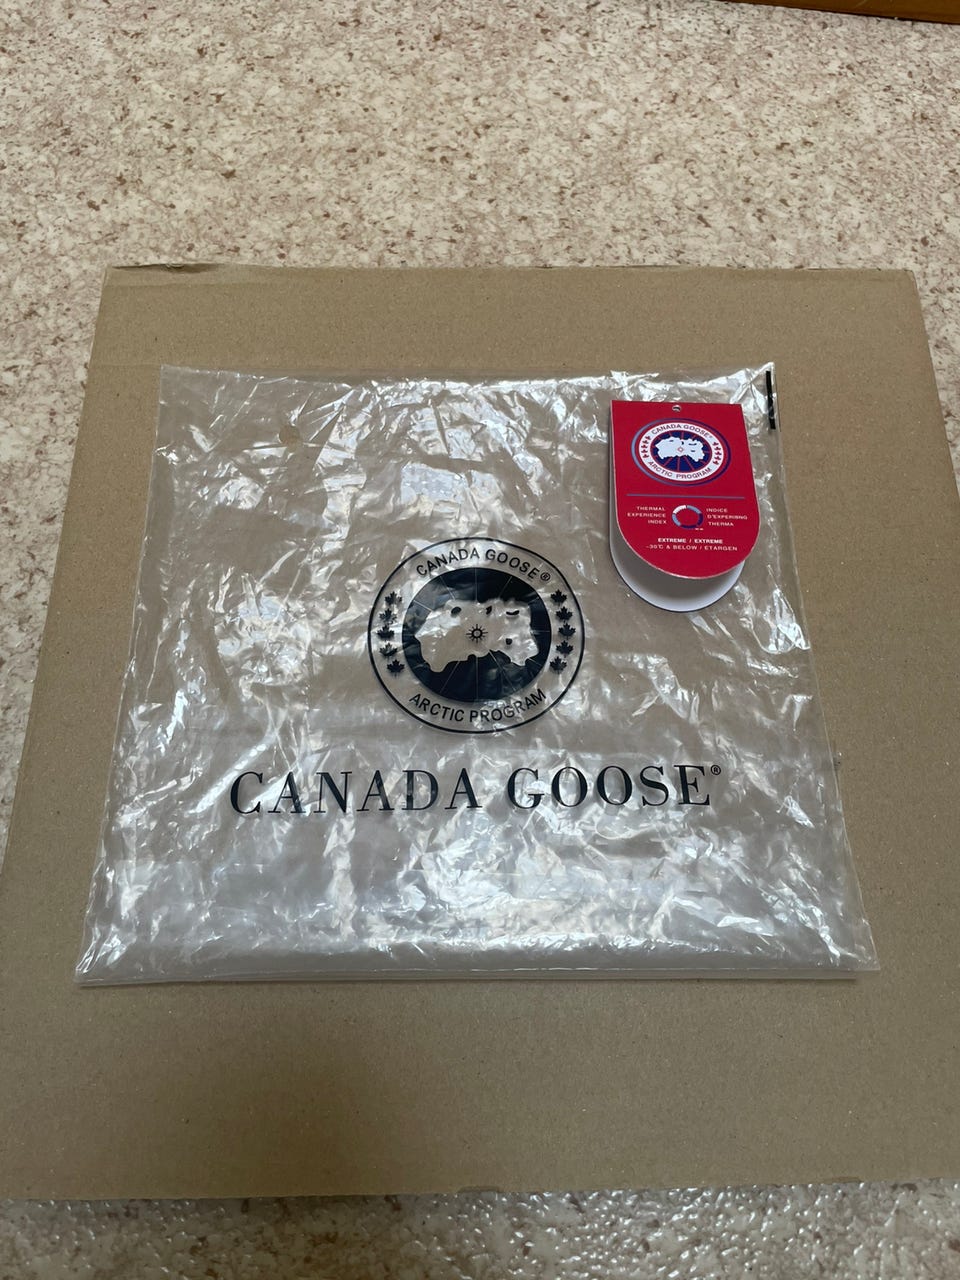 CANADA GOOSE®
ARCTIC PROGRAM
THERMAL
EXPERIENCE
INDEX
INDICE
D'EXPERIBNG
THERMA
EXTREME / EXTREME
-30℃ & BELOW / ETARGEN
CANADA GOOSE®
ARCTIC PROGRAM
CANADA GOOSE®